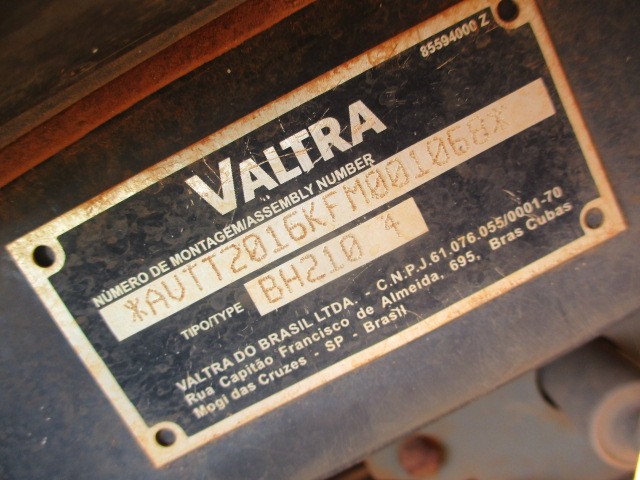 85594000 Z
VALTRA
NÚMERO DE MONTAGEM/ASSEMBLY NUMBER
*AVTT2016KFM001068*
TIPO/TYPE BH210 4
VALTRA DO BRASIL LTDA. - C.N.P.J.61.076.055/0001-70
Rua Capitão Francisco de Almeida, 695, Bras Cubas
Mogi das Cruzes - SP - Brasil